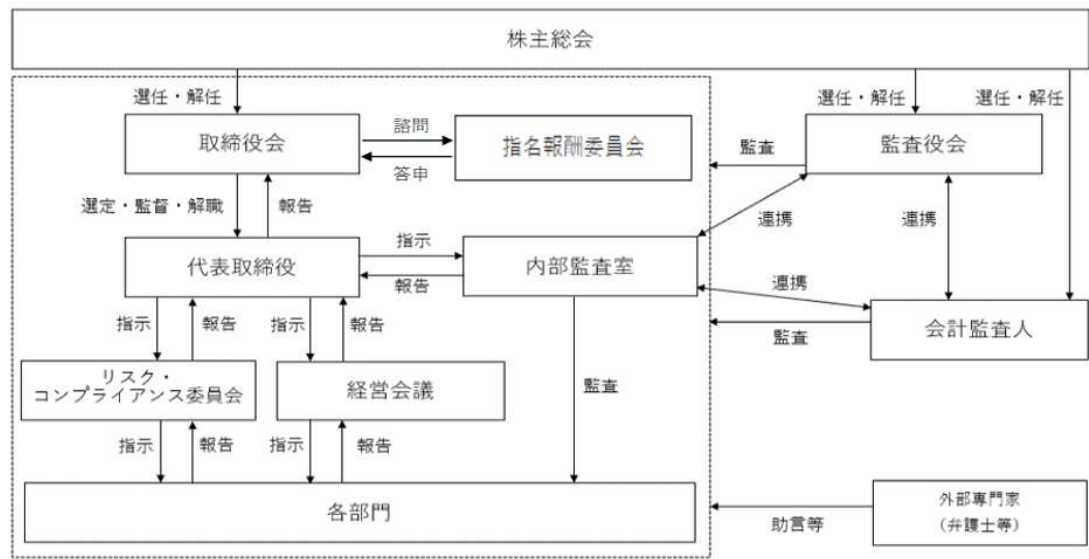 株主総会
選任・解任
選任・解任
選任・解任
取締役会
諮問
答申
指名報酬委員会
監査
監査役会
選定・監督・解職
報告
連携
連携
代表取締役
指示
報告
内部監査室
連携
指示
報告
指示
報告
監査
会計監査人
リスク・
コンプライアンス委員会
経営会議
監査
指示
報告
指示
報告
各部門
助言等
外部専門家
（弁護士等）